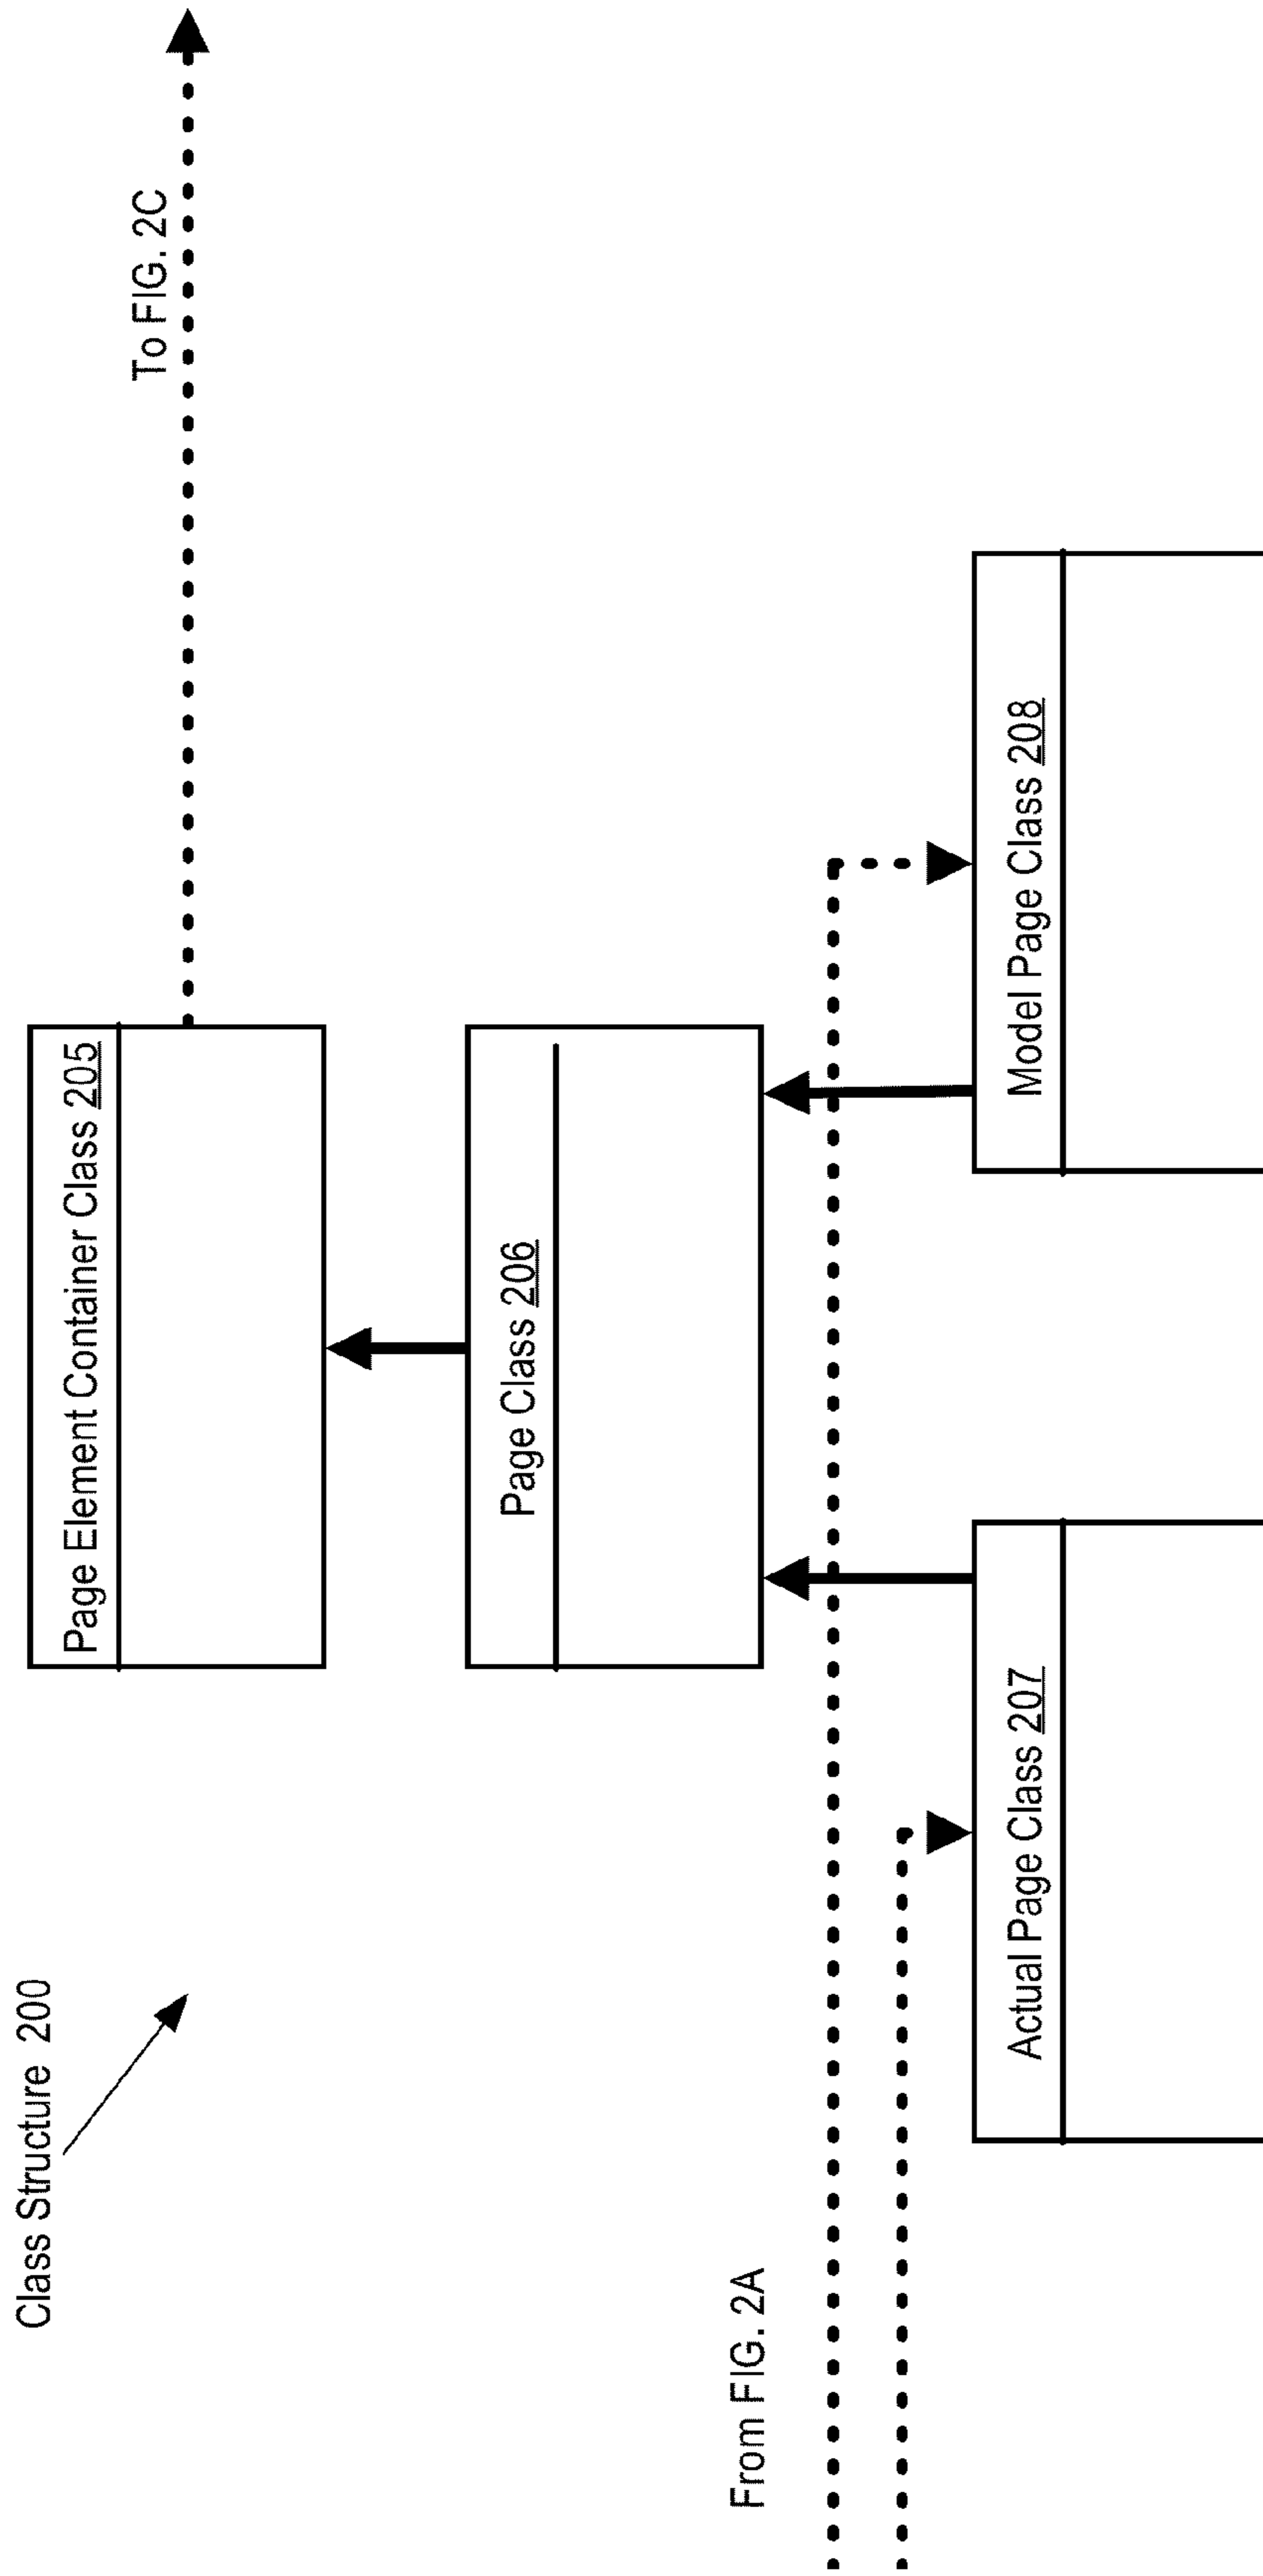 Class Structure 200
To FIG. 2C
Page Element Container Class 205
Page Class 206
From FIG. 2A
Actual Page Class 207
Model Page Class 208